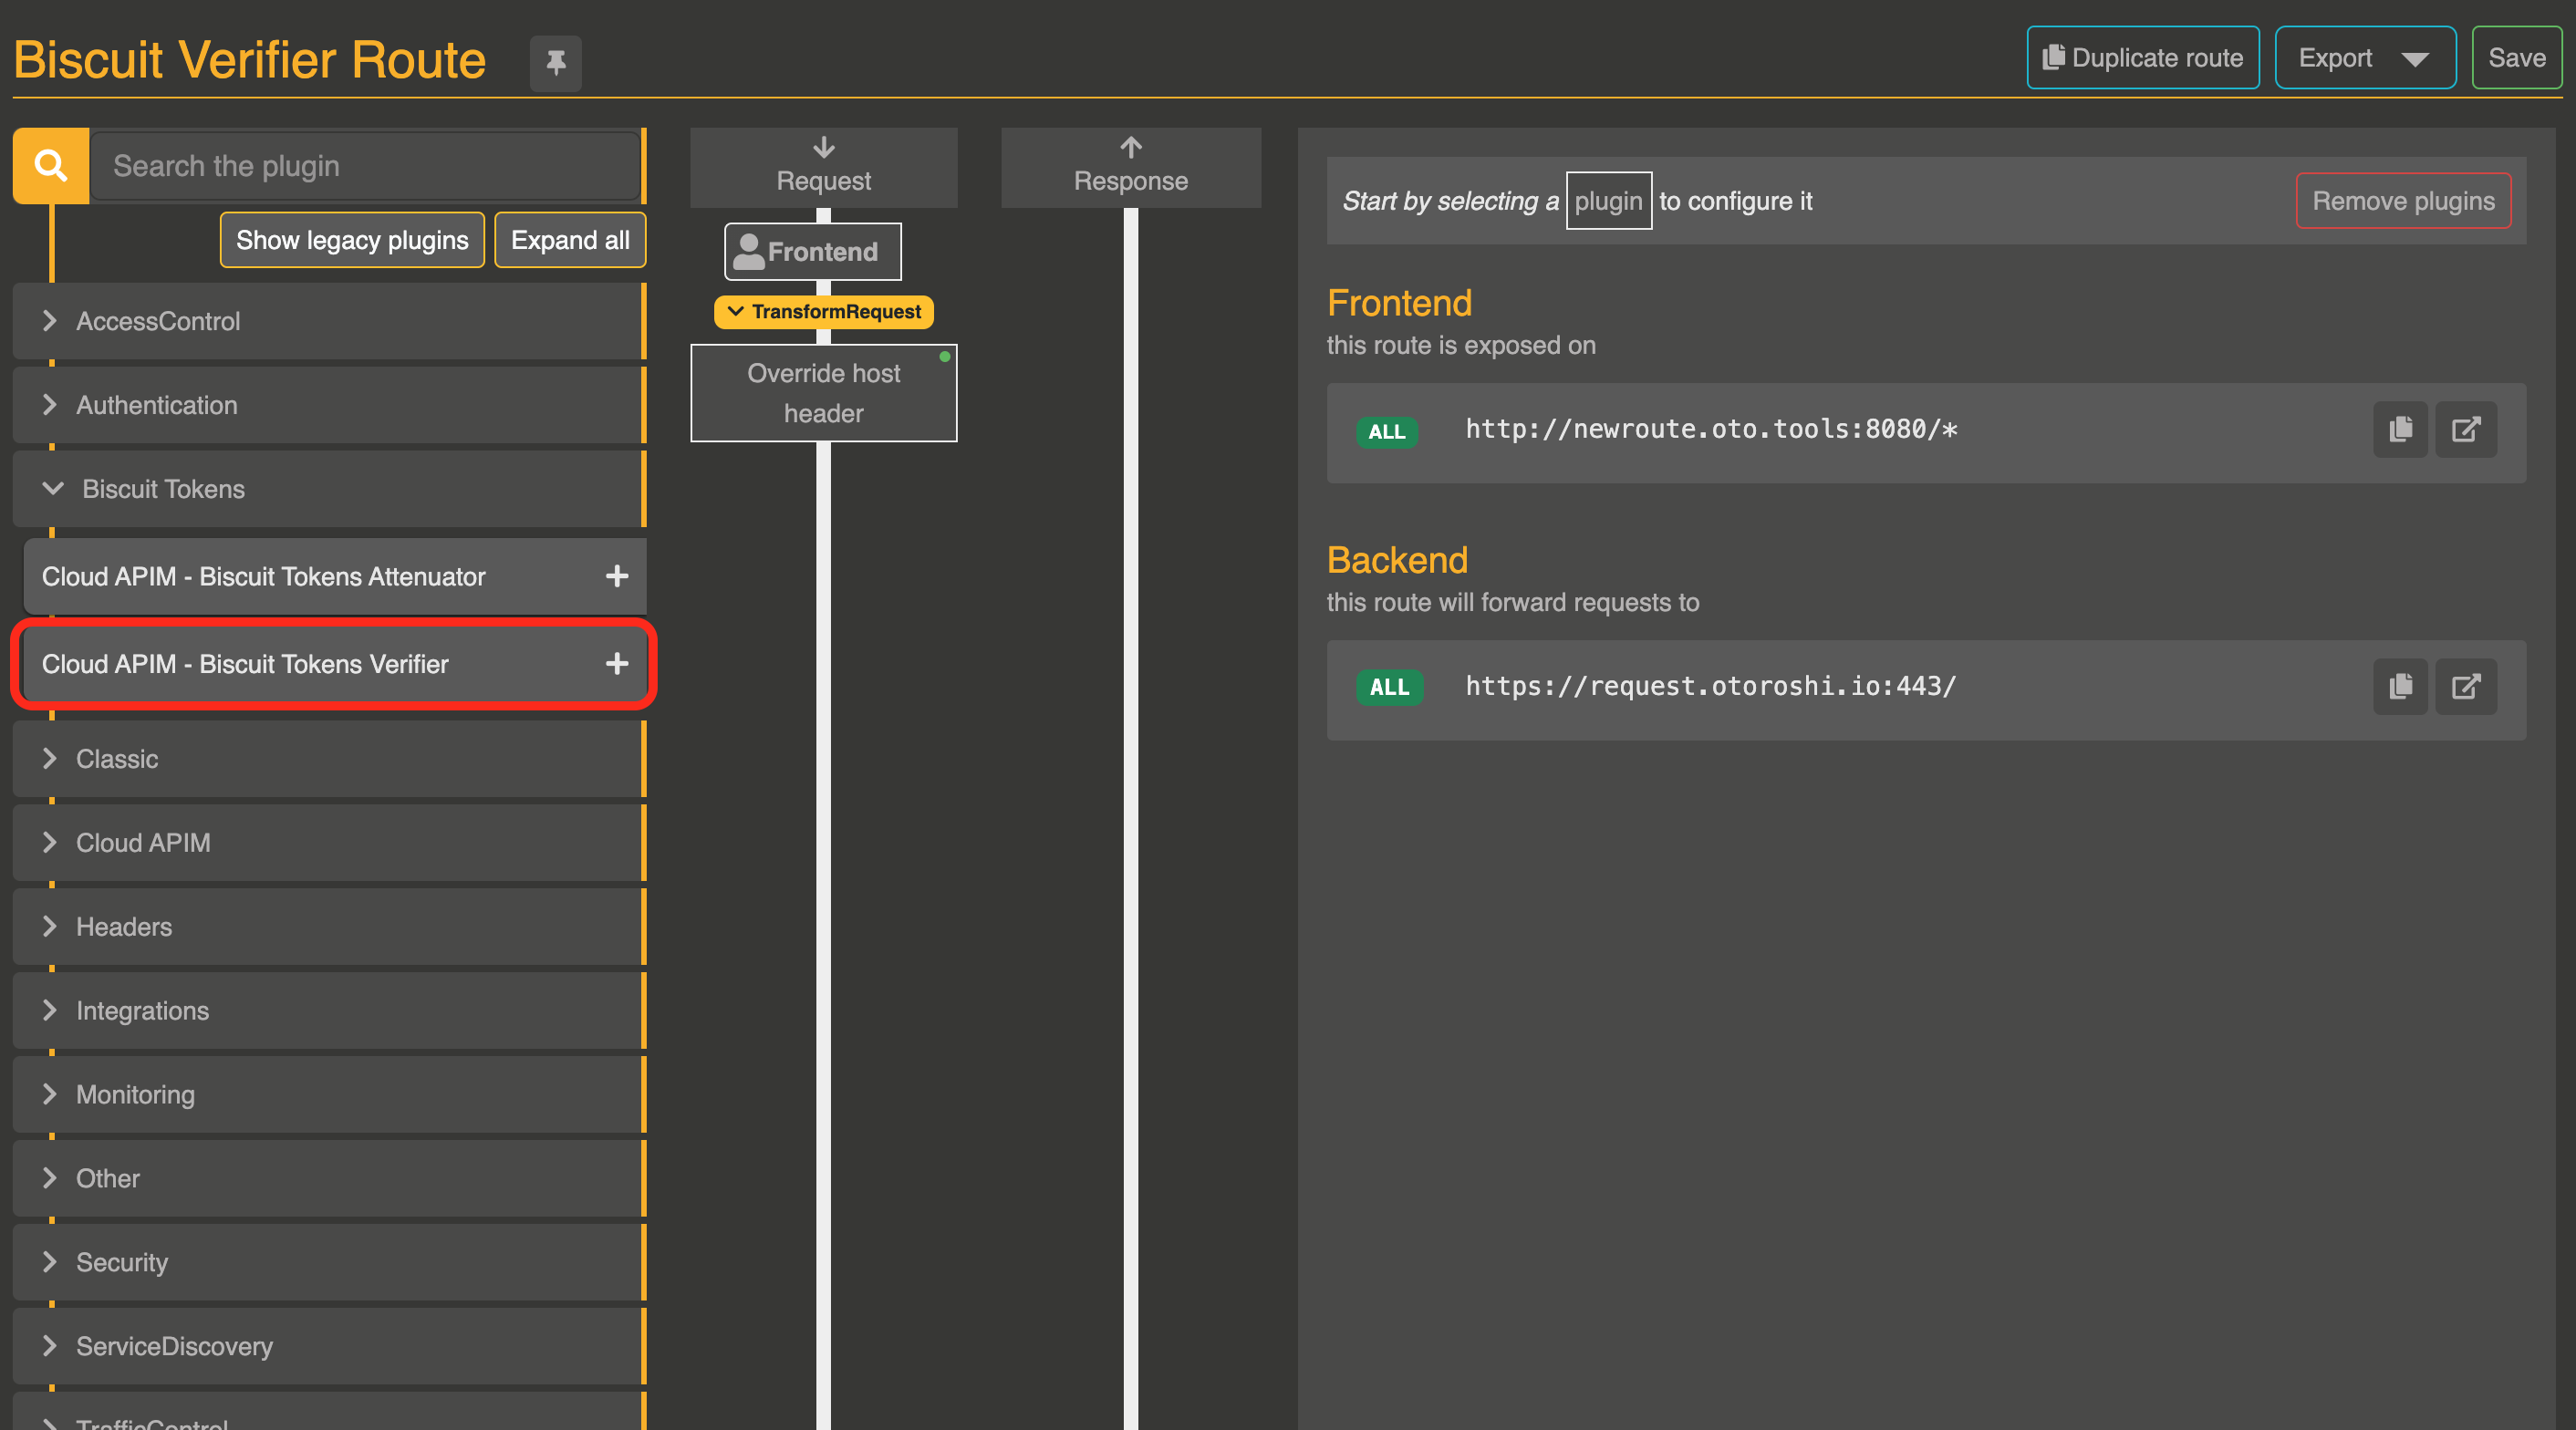 Biscuit Verifier Route
Duplicate route
Export
Save
Search the plugin
Show legacy plugins
Expand all
AccessControl
Authentication
Biscuit Tokens
Cloud APIM - Biscuit Tokens Attenuator
Cloud APIM - Biscuit Tokens Verifier
Classic
Cloud APIM
Headers
Integrations
Monitoring
Other
Security
ServiceDiscovery
TrafficControl
Request
Frontend
TransformRequest
Override host
header
Response
Start by selecting a plugin to configure it
Remove plugins
Frontend
this route is exposed on
ALL http://newroute.oto.tools:8080/*
Backend
this route will forward requests to
ALL https://request.otoroshi.io:443/